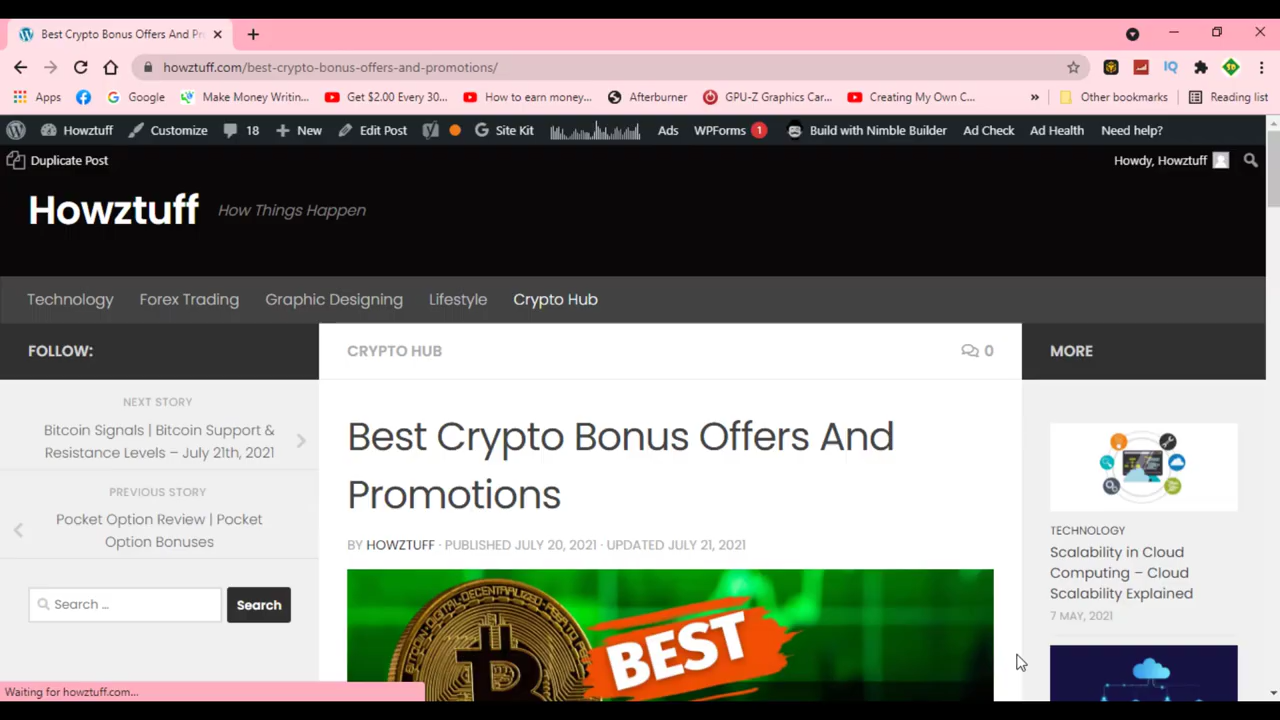 Best Crypto Bonus Offers And Pr
howztuff.com/best-crypto-bonus-offers-and-promotions/
Apps
Google
Make Money Writin...
Get $2.00 Every 30...
How to earn money...
Afterburner
GPU-Z Graphics Car...
Creating My Own C...
»
Other bookmarks
Reading list
Howztuff
Customize
18
New
Edit Post
Site Kit
Ads
WPForms 1
Build with Nimble Builder
Ad Check
Ad Health
Need help?
Duplicate Post
Howdy, Howztuff
Howztuff
How Things Happen
Technology
Forex Trading
Graphic Designing
Lifestyle
Crypto Hub
FOLLOW:
NEXT STORY
Bitcoin Signals | Bitcoin Support &
Resistance Levels – July 21th, 2021
PREVIOUS STORY
Pocket Option Review | Pocket
Option Bonuses
Search ...
Search
CRYPTO HUB
0
Best Crypto Bonus Offers And
Promotions
BY HOWZTUFF · PUBLISHED JULY 20, 2021 · UPDATED JULY 21, 2021
BEST
MORE
TECHNOLOGY
Scalability in Cloud
Computing – Cloud
Scalability Explained
7 MAY, 2021
Waiting for howztuff.com...